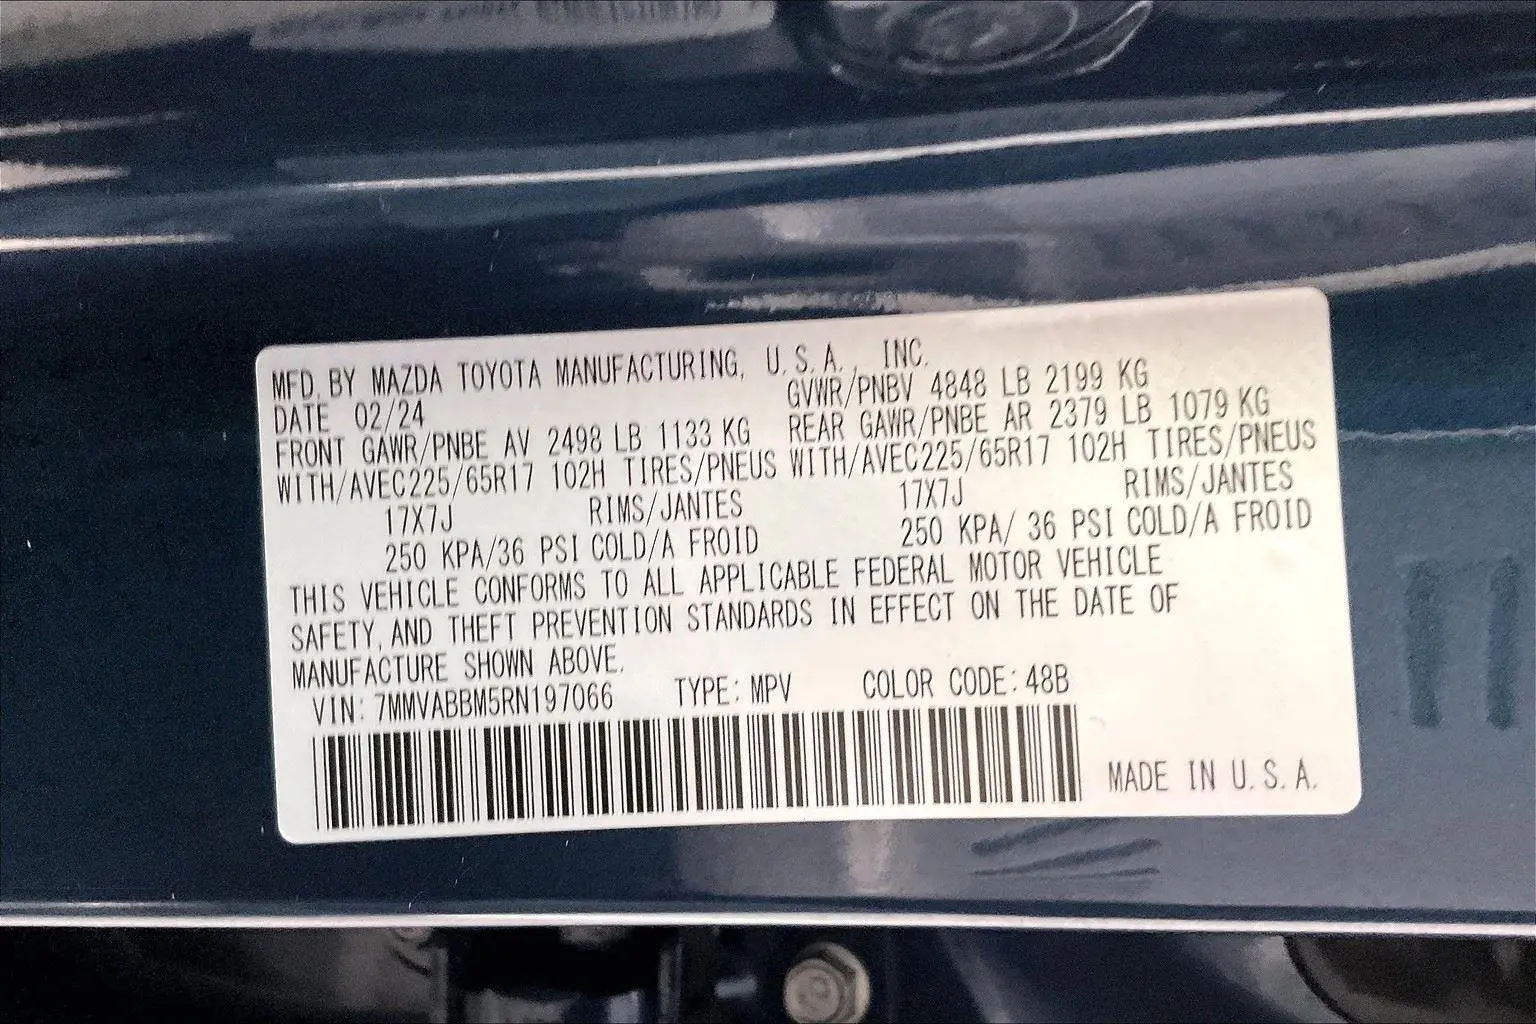 MFD. BY MAZDA TOYOTA MANUFACTURING, U.S.A., INC.
DATE 02/24 GVWR/PNBV 4848 LB 2199 KG
FRONT GAWR/PNBE AV 2498 LB 1133 KG REAR GAWR/PNBE AR 2379 LB 1079 KG
WITH/AVEC225/65R17 102H TIRES/PNEUS WITH/AVEC225/65R17 102H TIRES/PNEUS
17X7J RIMS/JANTES 17X7J RIMS/JANTES
250 KPA/36 PSI COLD/A FROID 250 KPA/ 36 PSI COLD/A FROID
THIS VEHICLE CONFORMS TO ALL APPLICABLE FEDERAL MOTOR VEHICLE
SAFETY, AND THEFT PREVENTION STANDARDS IN EFFECT ON THE DATE OF
MANUFACTURE SHOWN ABOVE.
VIN: 7MMVABBM5RN197066 TYPE: MPV COLOR CODE: 48B
MADE IN U.S.A.